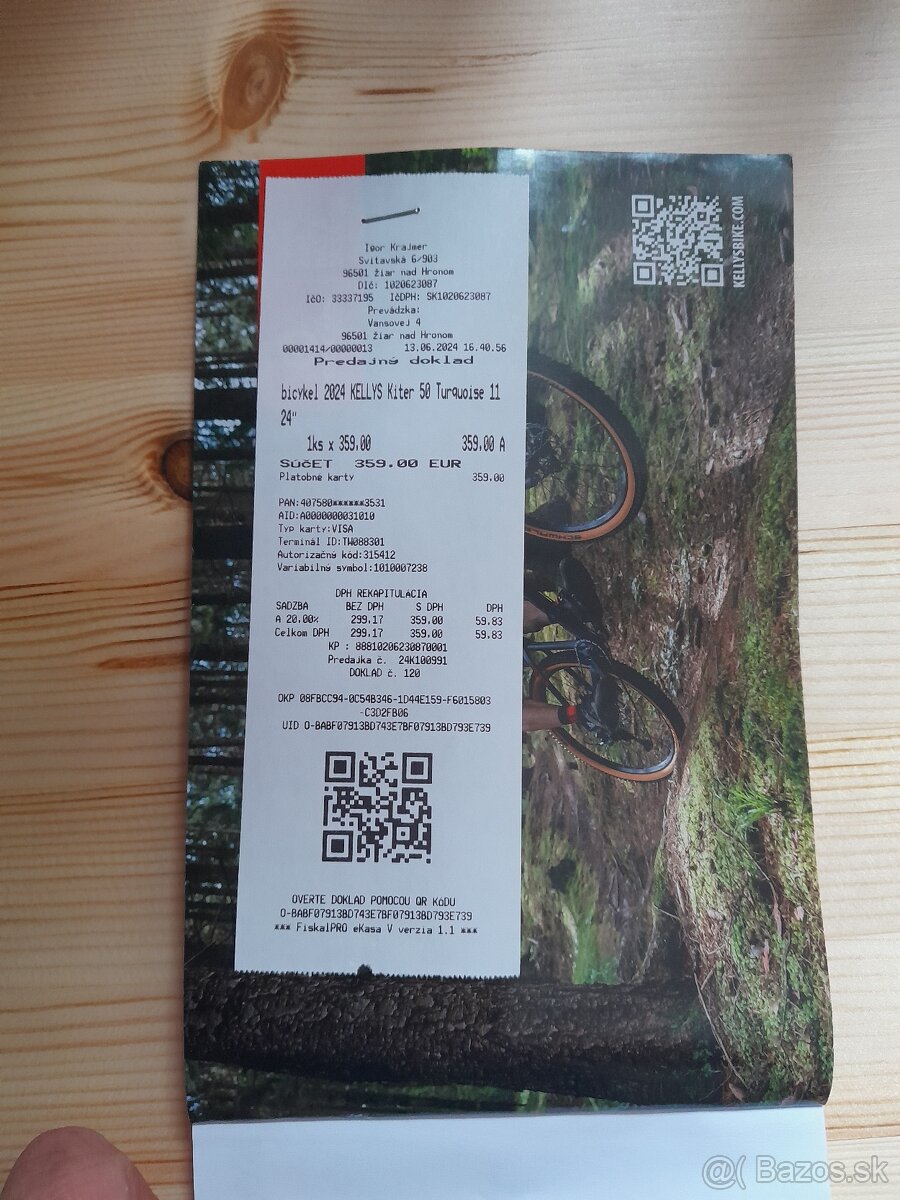 Igor Krajmer
Svitavská 6/903
96501 žiar nad Hronom
DIč: 1020623087
IčO: 33337195 IčDPH: SK1020623087
Prevádzka:
Vansovej 4
96501 žiar nad Hronom
00001414/00000013 13.06.2024 16.40.56
Predajný doklad
bicykel 2024 KELLYS Kiter 50 Turquoise 11
24"
1ks x 359.00 359.00 A
SúčET 359.00 EUR
Platobné karty 359.00
PAN:407580******3531
AID:A0000000031010
Typ karty:VISA
Terminál ID:TW088301
Autorizačný kód:315412
Variabilný symbol:1010007238
DPH REKAPITULáCIA
SADZBA BEZ DPH S DPH DPH
A 20.00% 299.17 359.00 59.83
Celkom DPH 299.17 359.00 59.83
KP : 88810206230870001
Predajka č. 24K100991
DOKLAD č. 120
OKP 08FBCC94-0C54B346-1D44E159-F6015803
-C3D2FB06
UID O-BABF07913BD743E7BF07913BD793E739
OVERTE DOKLAD POMOCOU QR KóDU
O-BABF07913BD743E7BF07913BD793E739
*** FiskalPRO eKasa V verzia 1.1 ***
KELLYSBIKE.COM
SCHWALBE
@( Bazos.sk